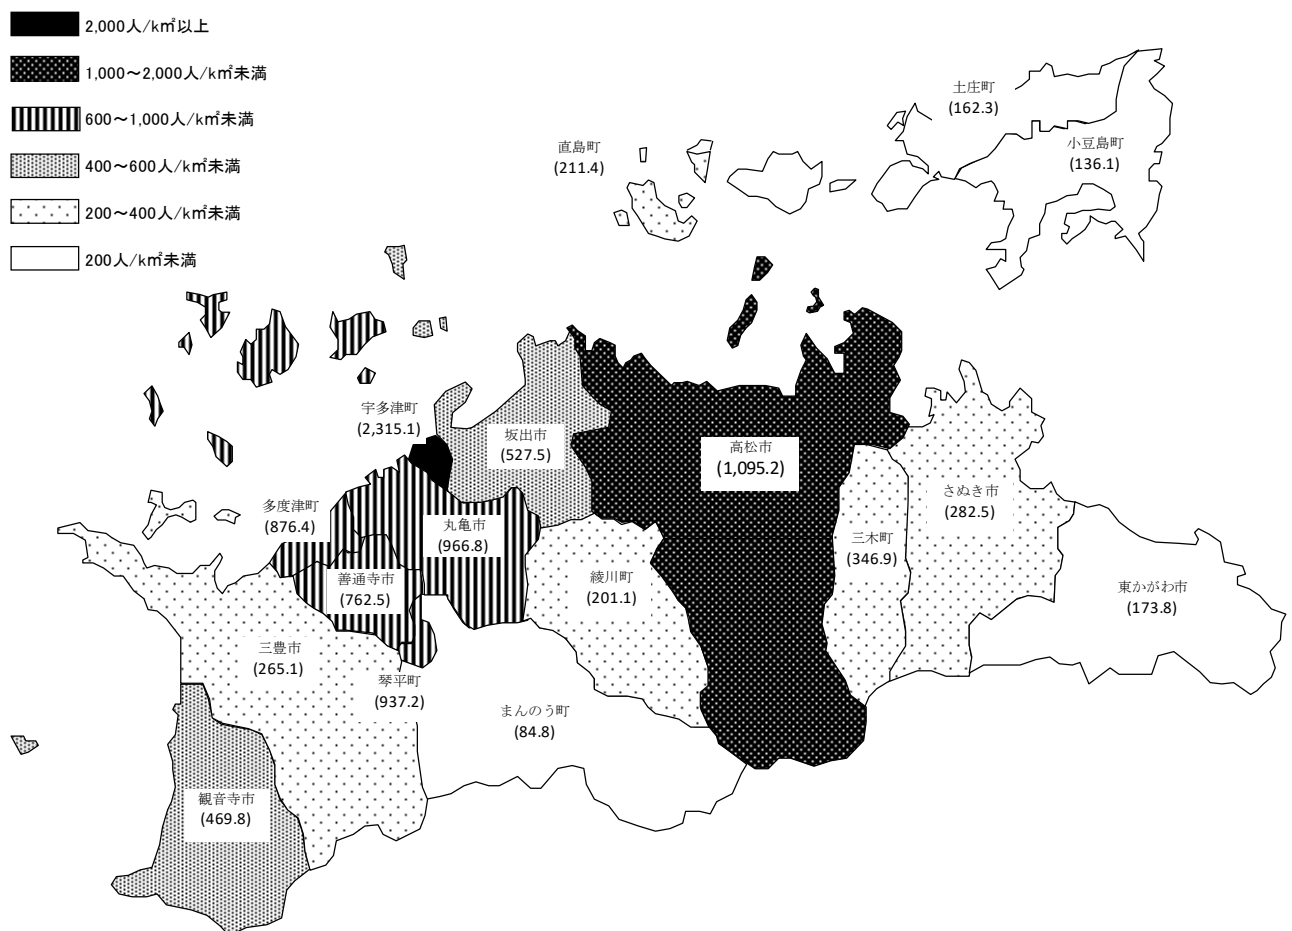 2,000人/k㎡以上
1,000～2,000人/k㎡未満
600～1,000人/k㎡未満
400～600人/k㎡未満
200～400人/k㎡未満
200人/k㎡未満
土庄町
(162.3)
小豆島町
(136.1)
直島町
(211.4)
宇多津町
(2,315.1)
坂出市
(527.5)
高松市
(1,095.2)
さぬき市
(282.5)
多度津町
(876.4)
丸亀市
(966.8)
三木町
(346.9)
善通寺市
(762.5)
綾川町
(201.1)
東かがわ市
(173.8)
三豊市
(265.1)
琴平町
(937.2)
まんのう町
(84.8)
観音寺市
(469.8)